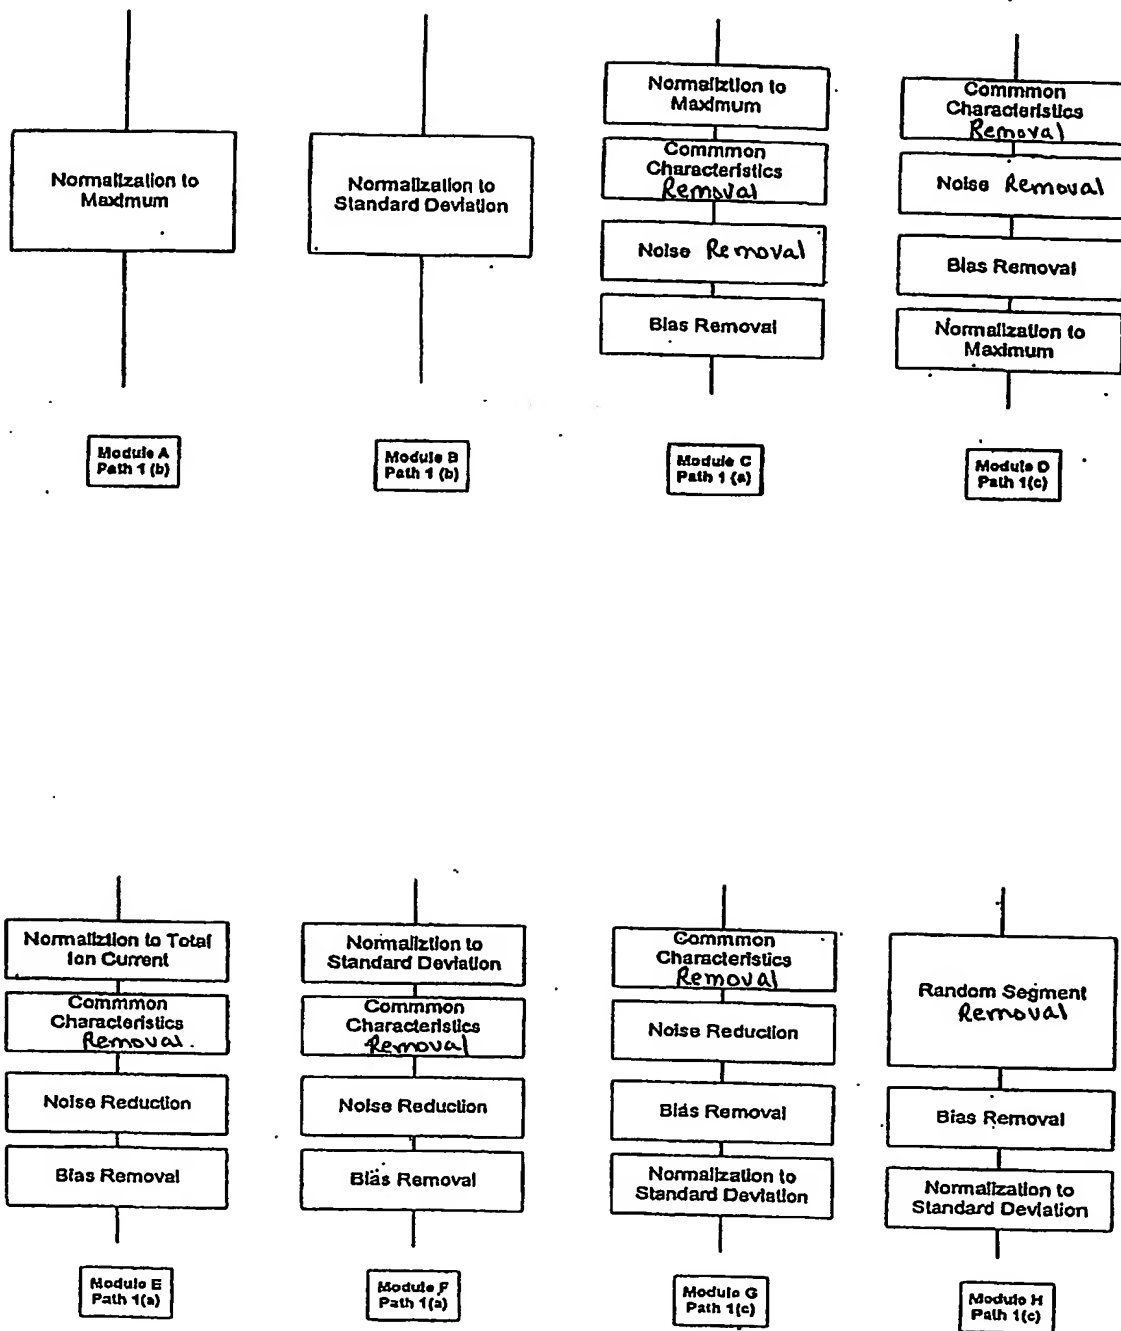 Normalization to
Maximum
Module A
Path 1 (b)
Normalization to
Standard Deviation
Module B
Path 1 (b)
Normaliztion to
Maximum
Commmon
Characteristics
Removal
Noise Removal
Bias Removal
Module C
Path 1 (a)
Commmon
Characteristics
Removal
Noise Removal
Bias Removal
Normalization to
Maximum
Module D
Path 1(c)
Normaliztion to Total
Ion Current
Commmon
Characteristics
Removal
Noise Reduction
Bias Removal
Module E
Path 1(a)
Normaliztion to
Standard Deviation
Commmon
Characteristics
Removal
Noise Reduction
Bias Removal
Module F
Path 1(a)
Commmon
Characteristics
Removal
Noise Reduction
Bias Removal
Normalization to
Standard Deviation
Module G
Path 1(c)
Random Segment
Removal
Bias Removal
Normalization to
Standard Deviation
Module H
Path 1(c)